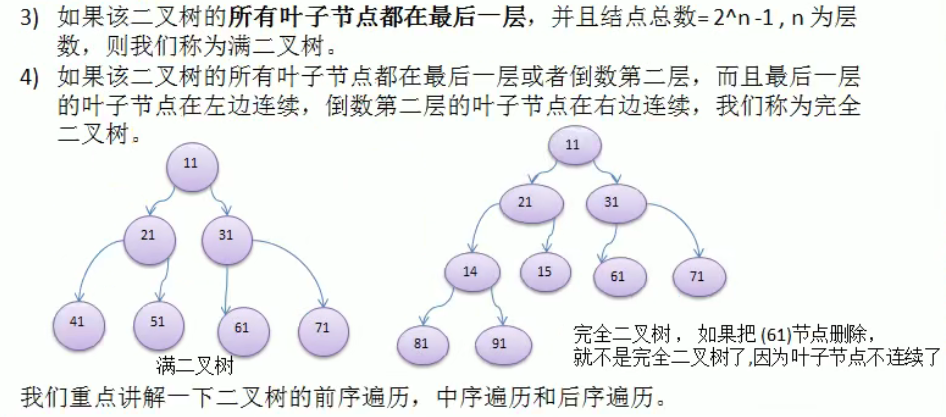 3) 如果该二叉树的所有叶子节点都在最后一层，并且结点总数= 2^n -1 , n 为层
数，则我们称为满二叉树。
4) 如果该二叉树的所有叶子节点都在最后一层或者倒数第二层，而且最后一层
的叶子节点在左边连续，倒数第二层的叶子节点在右边连续，我们称为完全
二叉树。
11
21
31
41
51
61
71
满二叉树
11
21
31
14
15
61
71
81
91
完全二叉树， 如果把 (61)节点删除，
就不是完全二叉树了,因为叶子节点不连续了
我们重点讲解一下二叉树的前序遍历，中序遍历和后序遍历。